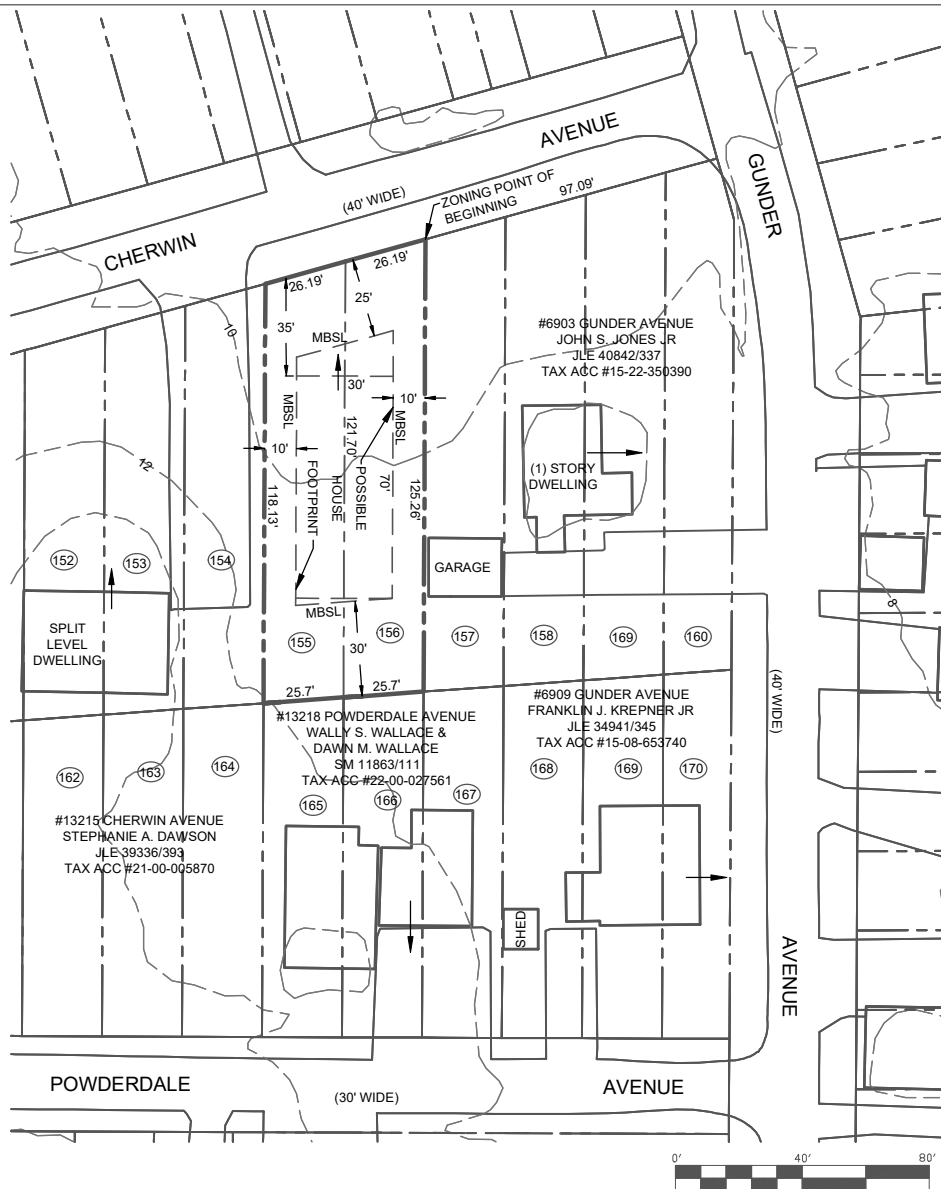 AVENUE
GUNDER
(40' WIDE)
ZONING POINT OF
BEGINNING
97.09'
CHERWIN
26.19'
26.19'
25'
35'
10
MBSL
#6903 GUNDER AVENUE
JOHN S. JONES JR
JLE 40842/337
TAX ACC #15-22-350390
30'
10'
MBSL
MBSL
121.70'
10'
12
118.13'
FOOTPRINT
HOUSE
POSSIBLE
70'
125.26'
(1) STORY
DWELLING
152
153
154
GARAGE
8
MBSL
SPLIT
LEVEL
DWELLING
155
156
157
158
169
160
30'
25.7'
25.7'
(40' WIDE)
#13218 POWDERDALE AVENUE
WALLY S. WALLACE &
DAWN M. WALLACE
SM 11863/111
TAX ACC #22-00-027561
#6909 GUNDER AVENUE
FRANKLIN J. KREPNER JR
JLE 34941/345
TAX ACC #15-08-653740
162
163
164
165
166
167
168
169
170
#13215 CHERWIN AVENUE
STEPHANIE A. DAWSON
JLE 39336/393
TAX ACC #21-00-005870
SHED
AVENUE
POWDERDALE
(30' WIDE)
AVENUE
0'
40'
80'